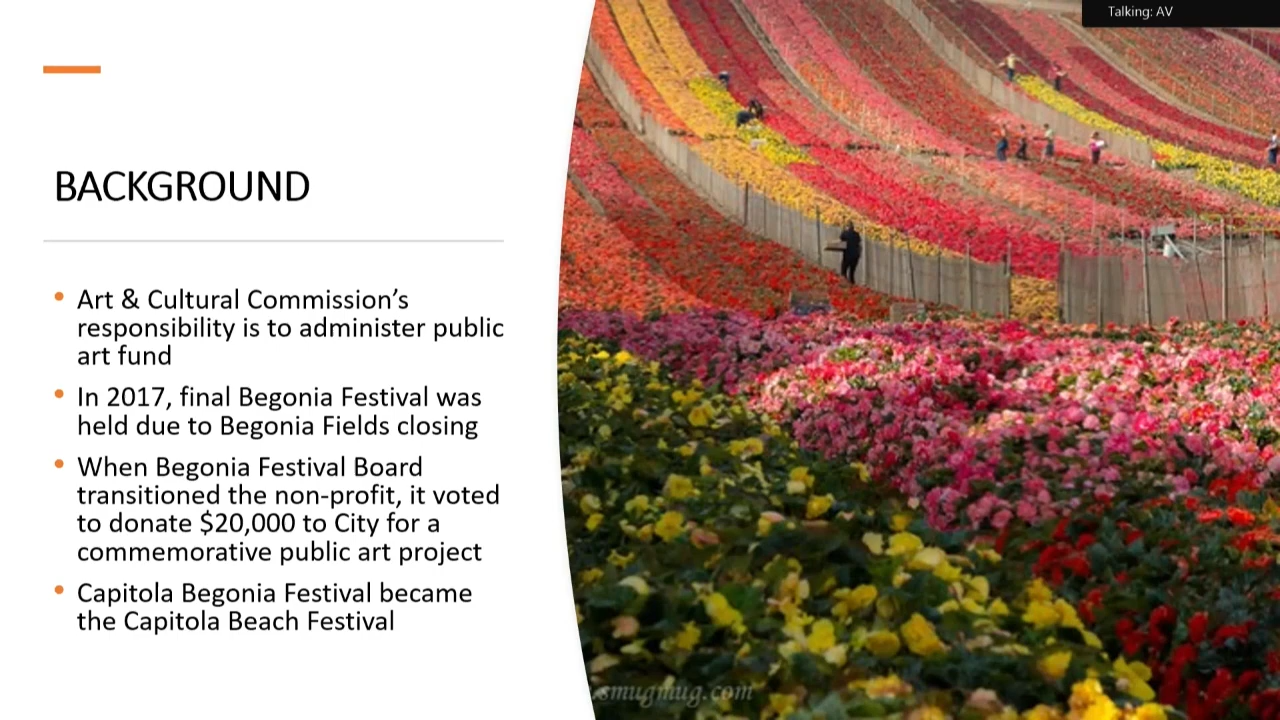 Talking: AV
BACKGROUND
• Art & Cultural Commission’s
responsibility is to administer public
art fund
• In 2017, final Begonia Festival was
held due to Begonia Fields closing
• When Begonia Festival Board
transitioned the non-profit, it voted
to donate $20,000 to City for a
commemorative public art project
• Capitola Begonia Festival became
the Capitola Beach Festival
smugmug.com